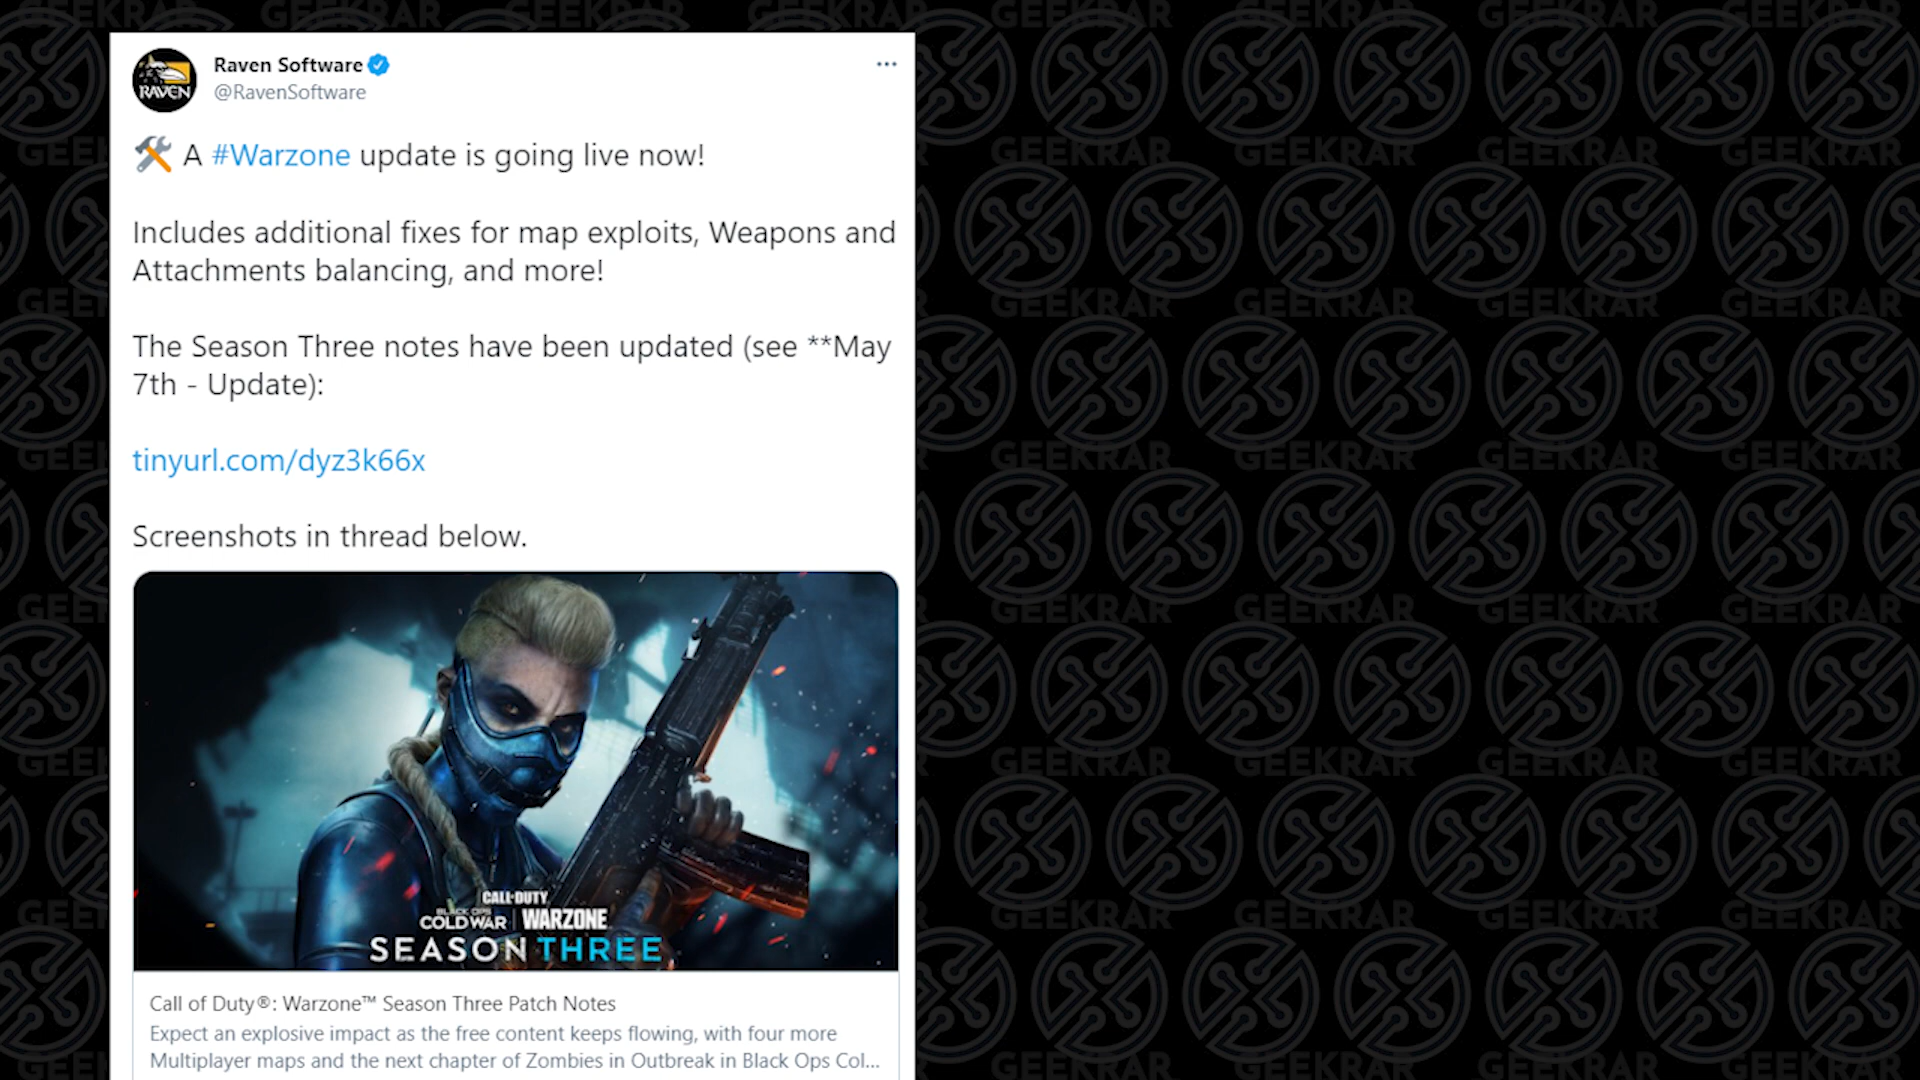 Raven Software
@RavenSoftware
RAVEN
🛠 A #Warzone update is going live now!
Includes additional fixes for map exploits, Weapons and
Attachments balancing, and more!
The Season Three notes have been updated (see **May
7th - Update):
tinyurl.com/dyz3k66x
Screenshots in thread below.
CALL OF DUTY
BLACK OPS
COLD WAR | WARZONE
SEASON THREE
Call of Duty®: Warzone™ Season Three Patch Notes
Expect an explosive impact as the free content keeps flowing, with four more
Multiplayer maps and the next chapter of Zombies in Outbreak in Black Ops Col...
GEEKRAR